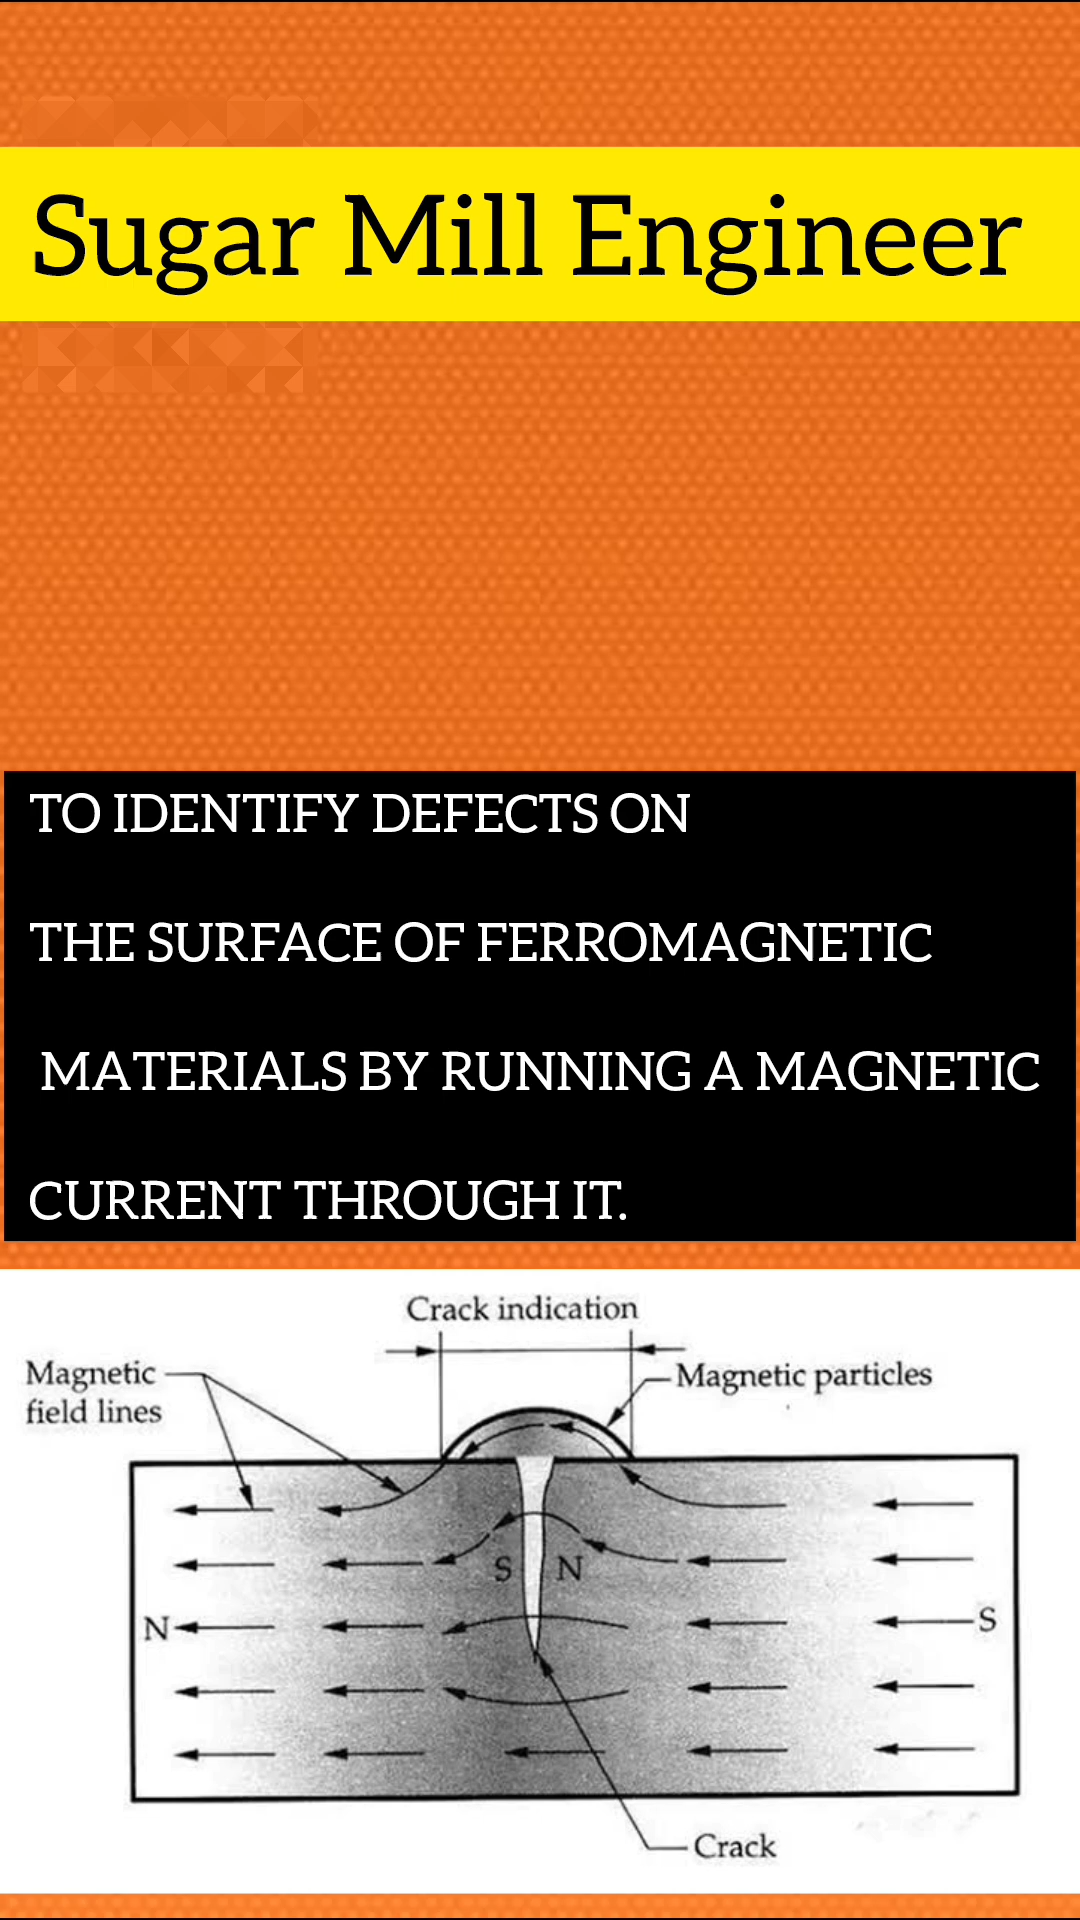 Sugar Mill Engineer
TO IDENTIFY DEFECTS ON
THE SURFACE OF FERROMAGNETIC
MATERIALS BY RUNNING A MAGNETIC
CURRENT THROUGH IT.
Crack indication
Magnetic
field lines
Magnetic particles
S N
N S
Crack